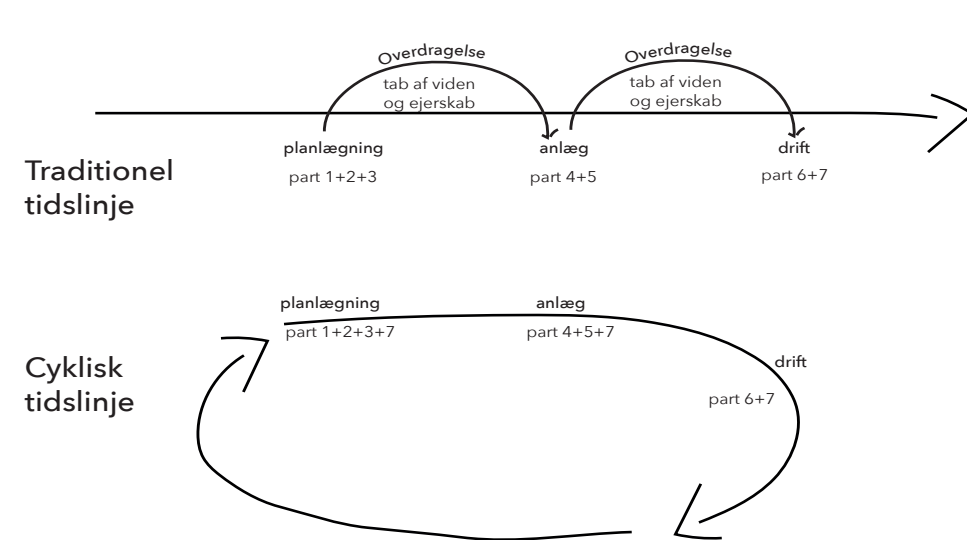 Overdragelse
tab af viden
og ejerskab
Overdragelse
tab af viden
og ejerskab
planlægning
anlæg
drift
part 1+2+3
part 4+5
part 6+7
Traditionel
tidslinje
planlægning
anlæg
part 1+2+3+7
part 4+5+7
drift
part 6+7
Cyklisk
tidslinje